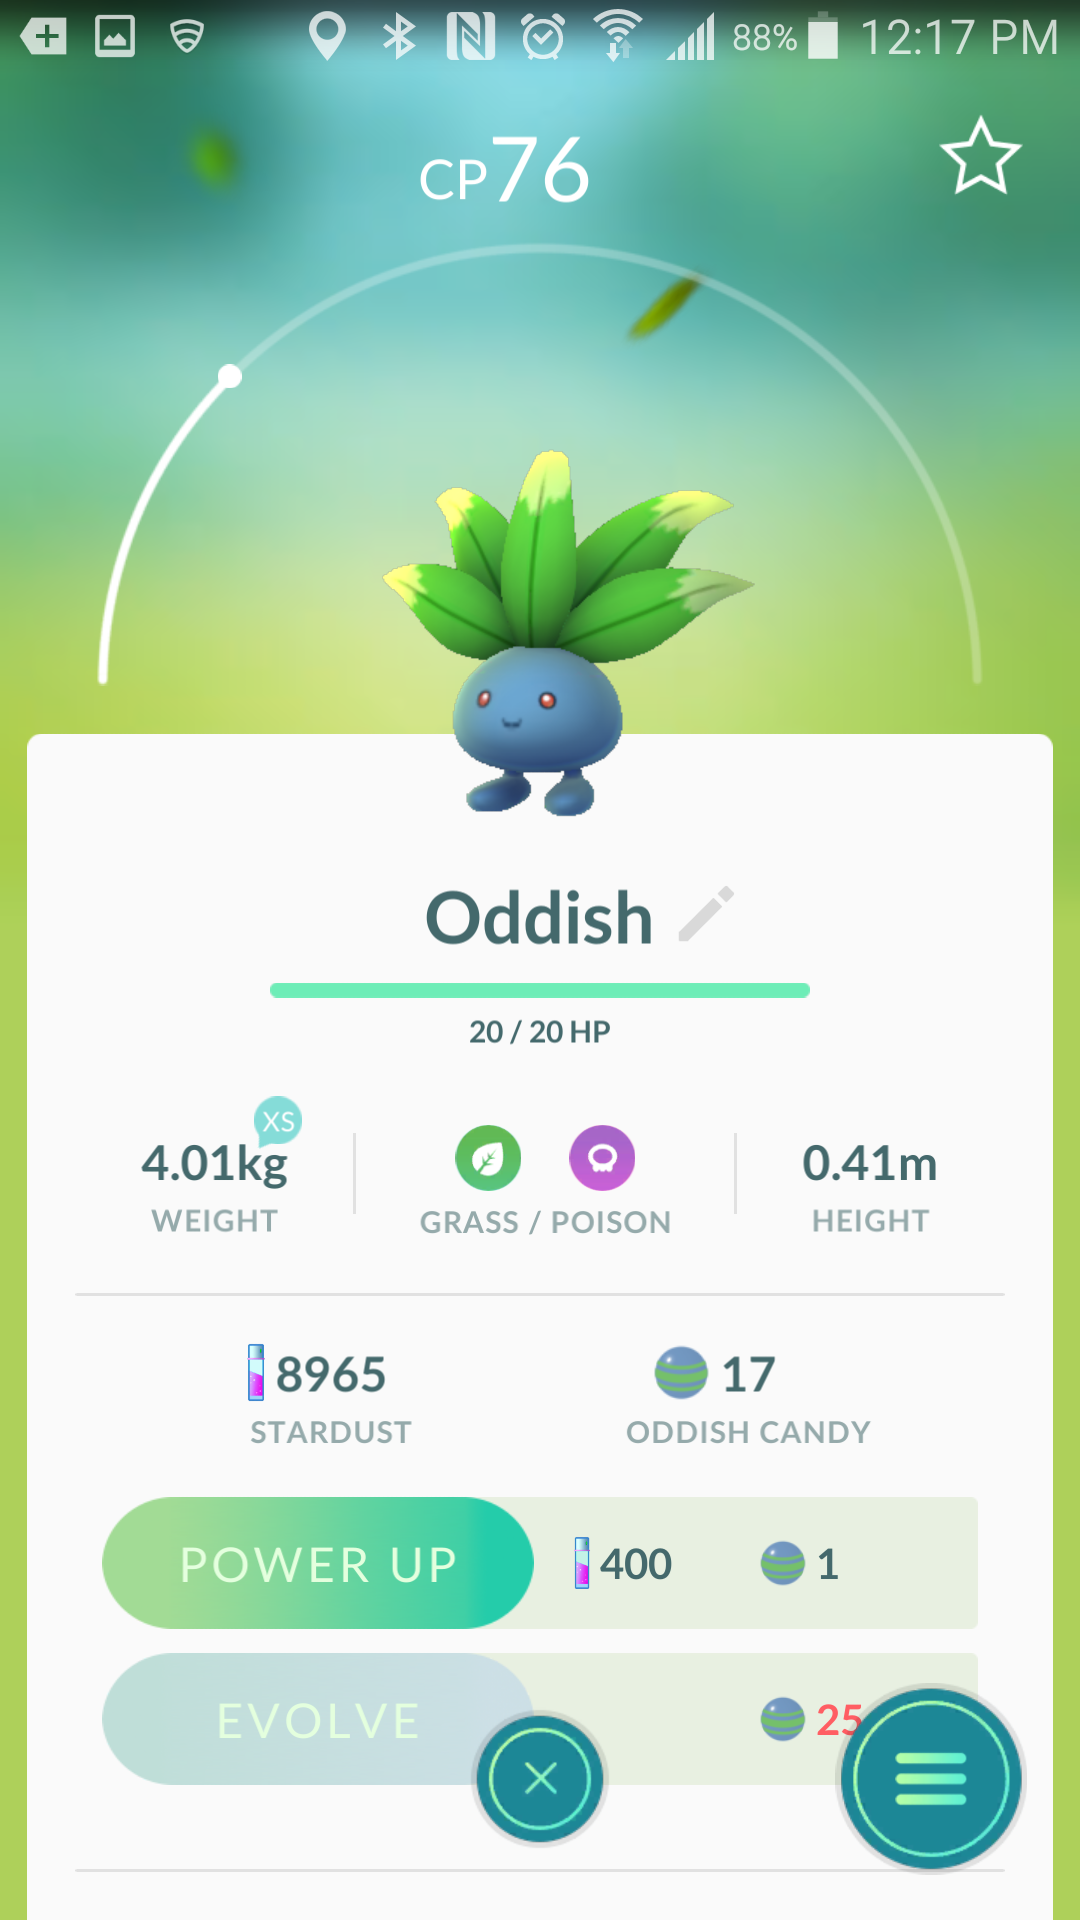 88% 12:17 PM
CP76
Oddish
20 / 20 HP
XS
4.01kg
WEIGHT
GRASS / POISON
0.41m
HEIGHT
8965
STARDUST
17
ODDISH CANDY
POWER UP 400 1
EVOLVE 25